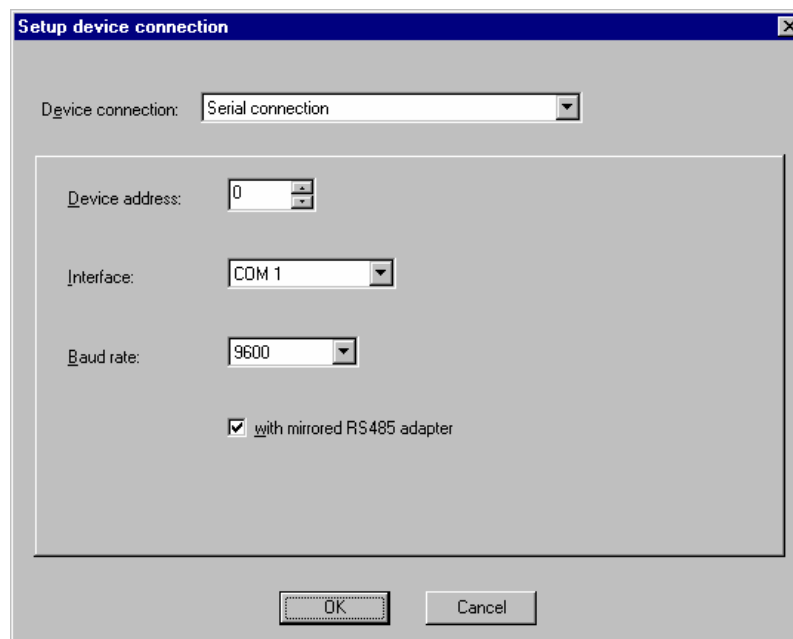 Setup device connection
Device connection: Serial connection
Device address: 0
Interface: COM 1
Baud rate: 9600
with mirrored RS485 adapter
OK Cancel